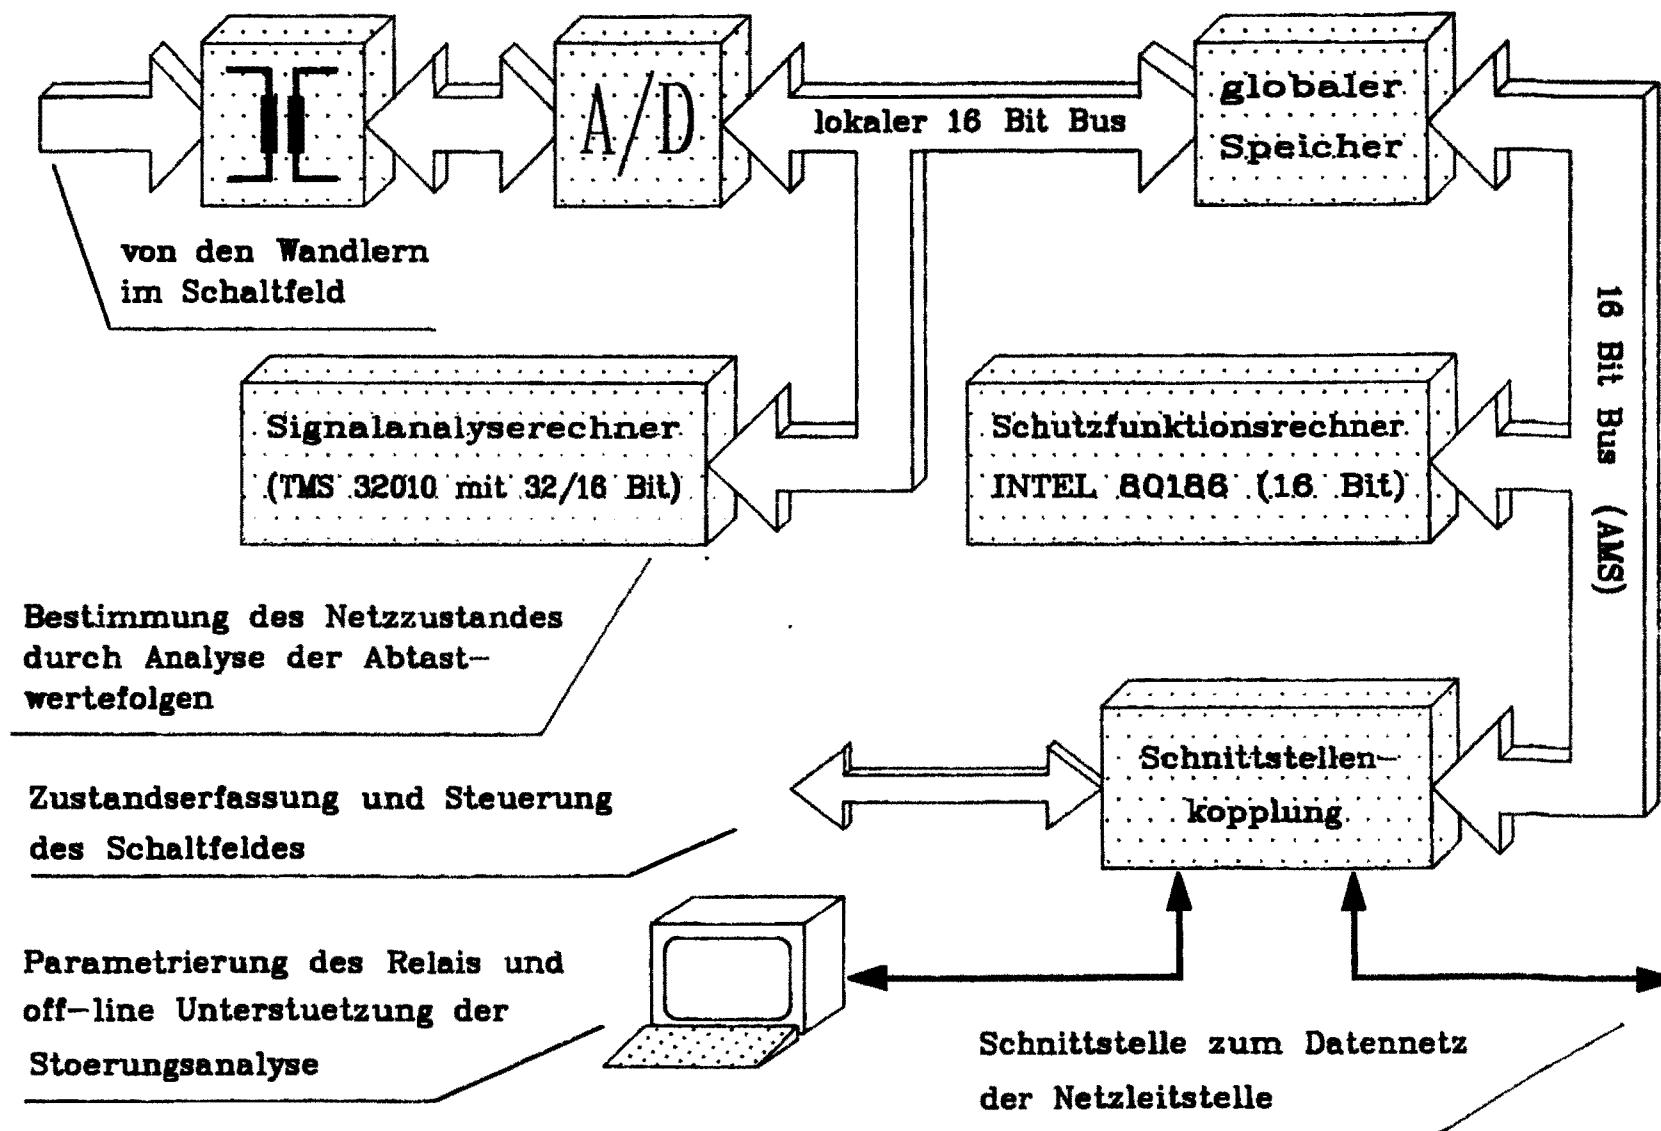 A/D
lokaler 16 Bit Bus
globaler
Speicher
von den Wandlern
im Schaltfeld
16 Bit Bus (AMS)
Signalanalyserechner
(TMS 32010 mit 32/16 Bit)
Schutzfunktionsrechner
INTEL 80186 (16 Bit)
Bestimmung des Netzzustandes
durch Analyse der Abtast-
wertefolgen
Schnittstellen-
kopplung
Zustandserfassung und Steuerung
des Schaltfeldes
Parametrierung des Relais und
off-line Unterstuetzung der
Stoerungsanalyse
Schnittstelle zum Datennetz
der Netzleitstelle